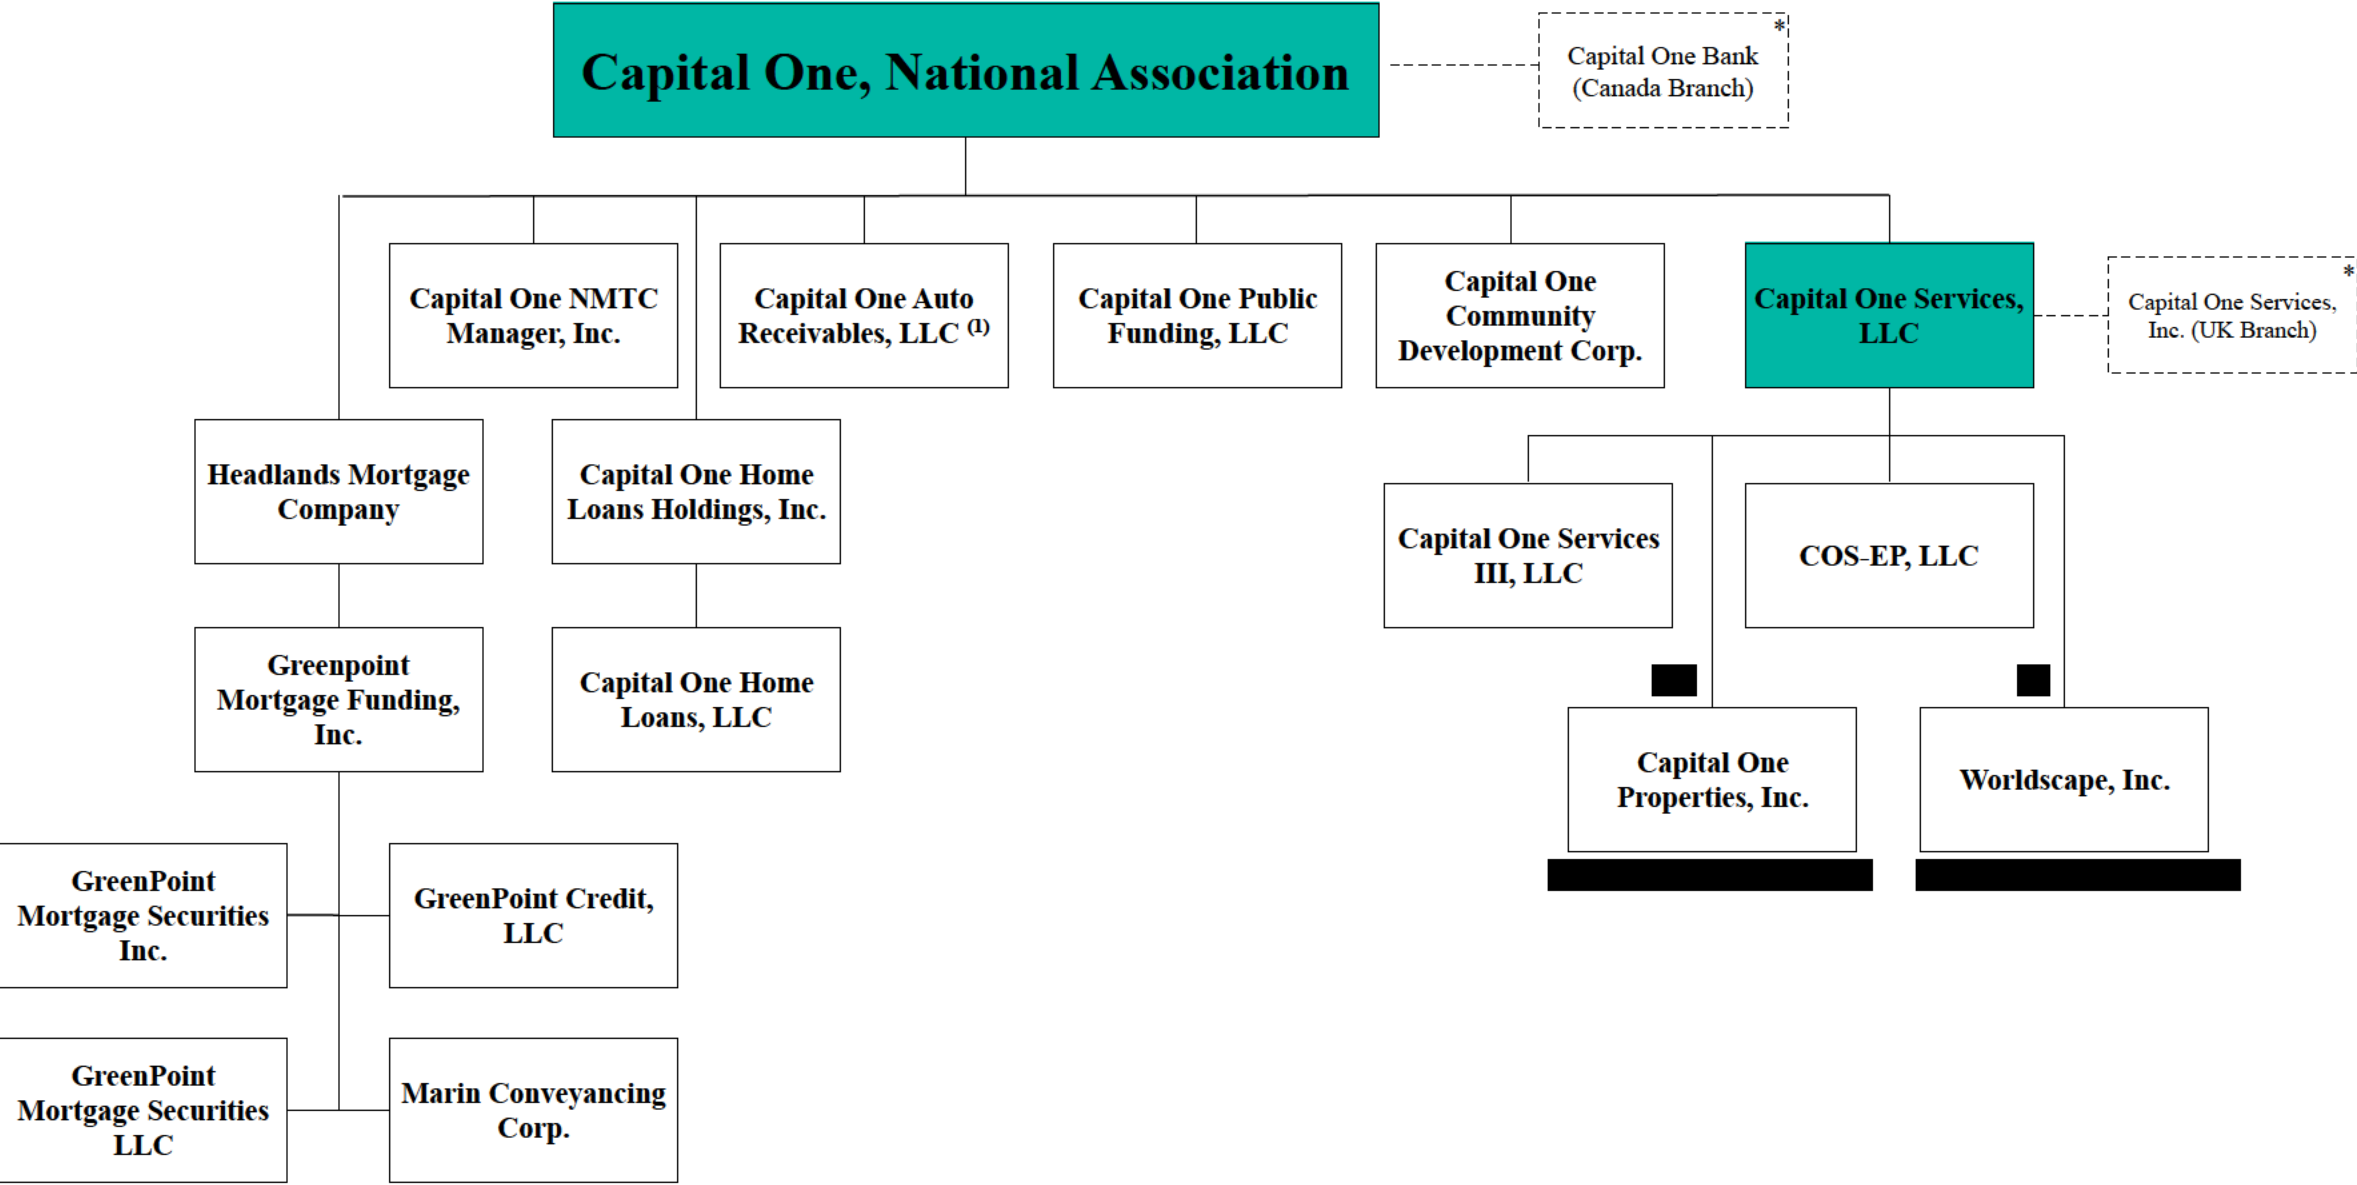 Capital One, National Association
*
Capital One Bank
(Canada Branch)
Capital One NMTC
Manager, Inc.
Capital One Auto
Receivables, LLC (1)
Capital One Public
Funding, LLC
Capital One
Community
Development Corp.
Capital One Services,
LLC
*
Capital One Services,
Inc. (UK Branch)
Headlands Mortgage
Company
Capital One Home
Loans Holdings, Inc.
Capital One Services
III, LLC
COS-EP, LLC
Greenpoint
Mortgage Funding,
Inc.
Capital One Home
Loans, LLC
Capital One
Properties, Inc.
Worldscape, Inc.
GreenPoint
Mortgage Securities
Inc.
GreenPoint Credit,
LLC
GreenPoint
Mortgage Securities
LLC
Marin Conveyancing
Corp.